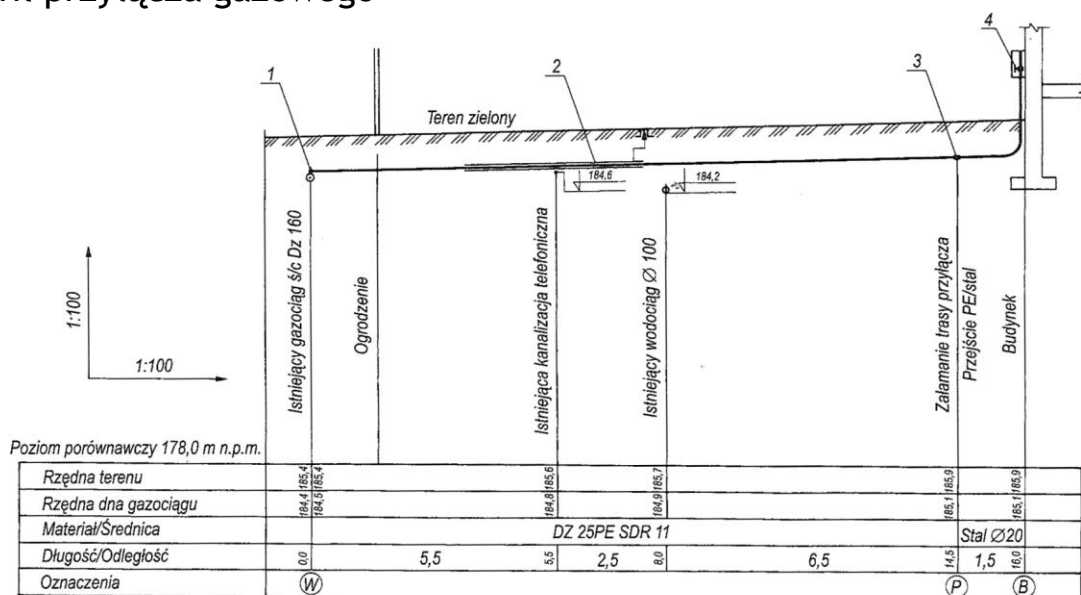 przyłącza gazowego
1
2
3
4
Teren zielony
184,6
184,2
Istniejący gazociąg ś/c Dz 160
Ogrodzenie
Istniejąca kanalizacja telefoniczna
Istniejący wodociąg Ø 100
Załamanie trasy przyłącza
Przejście PE/stal
Budynek
1:100
1:100
Poziom porównawczy 178,0 m n.p.m.
Rzędna terenu 185,4 185,4 185,6 185,7 185,9 185,9
Rzędna dna gazociągu 184,4 184,5 184,8 184,9 185,1 185,1
Materiał/Średnica DZ 25PE SDR 11 Stal Ø20
Długość/Odległość 0,0 5,5 5,5 2,5 8,0 6,5 14,5 1,5 16,0
Oznaczenia W P B